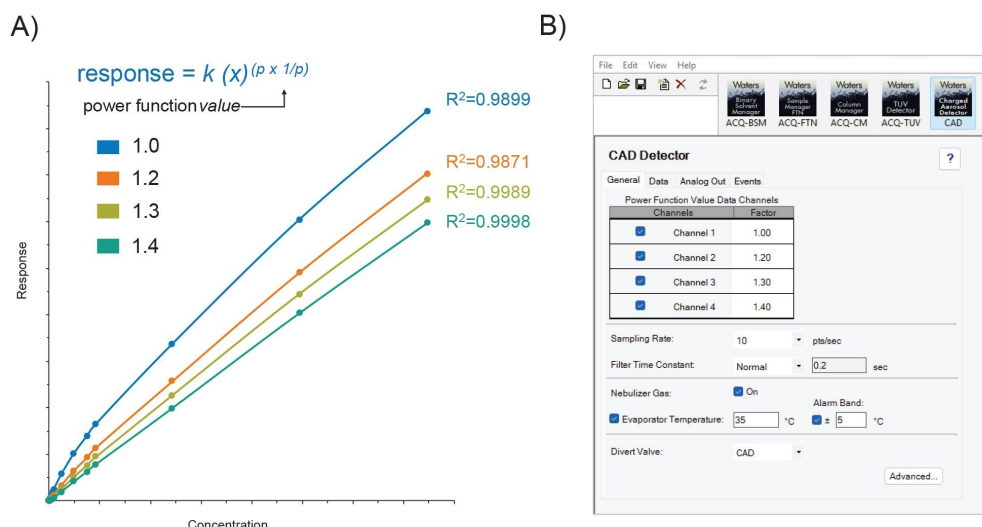 A)
response = k (x)(p x 1/p)
power function value
1.0
1.2
1.3
1.4
R2=0.9899
R2=0.9871
R2=0.9989
R2=0.9998
Response
Concentration
B)
File Edit View Help
Waters Binary Solvent Manager
ACQ-BSM
Waters Sample Manager FTN
ACQ-FTN
Waters Column Manager
ACQ-CM
Waters TUV Detector
ACQ-TUV
Waters Charged Aerosol Detector
CAD
CAD Detector
?
General Data Analog Out Events
Power Function Value Data Channels
Channels Factor
Channel 1 1.00
Channel 2 1.20
Channel 3 1.30
Channel 4 1.40
Sampling Rate: 10 pts/sec
Filter Time Constant: Normal 0.2 sec
Nebulizer Gas: On
Alarm Band:
Evaporator Temperature: 35 °C ± 5 °C
Divert Valve: CAD
Advanced...